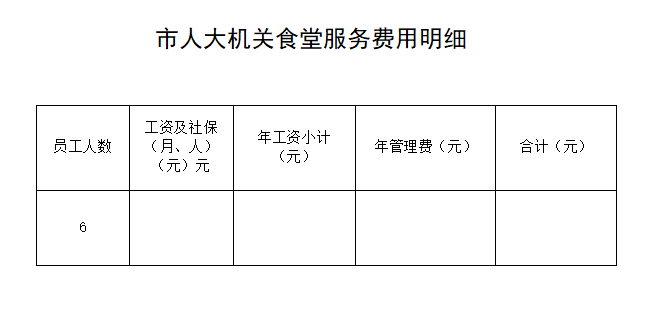 市人大机关食堂服务费用明细
员工人数
工资及社保
（月、人）
（元）元
年工资小计
（元）
年管理费（元）
合计（元）
6